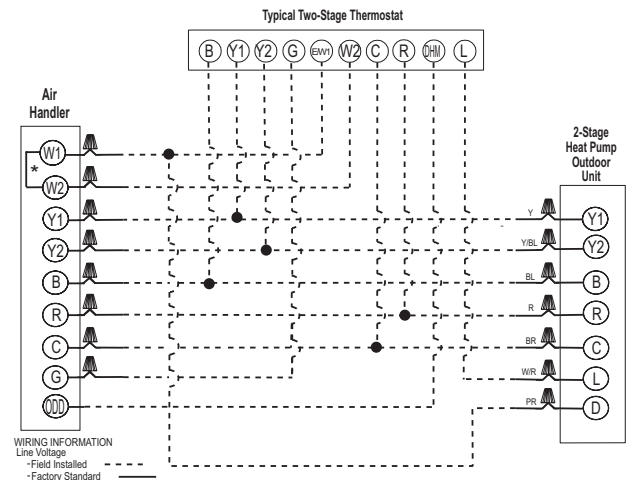 Typical Two-Stage Thermostat
B Y1 Y2 G E/W1 W2 C R DHM L
Air
Handler
W1
*
W2
Y1
Y2
B
R
C
G
ODD
2-Stage
Heat Pump
Outdoor
Unit
Y Y1
Y/BL Y2
BL B
R R
BR C
W/R L
PR D
WIRING INFORMATION
Line Voltage
-Field Installed
-Factory Standard